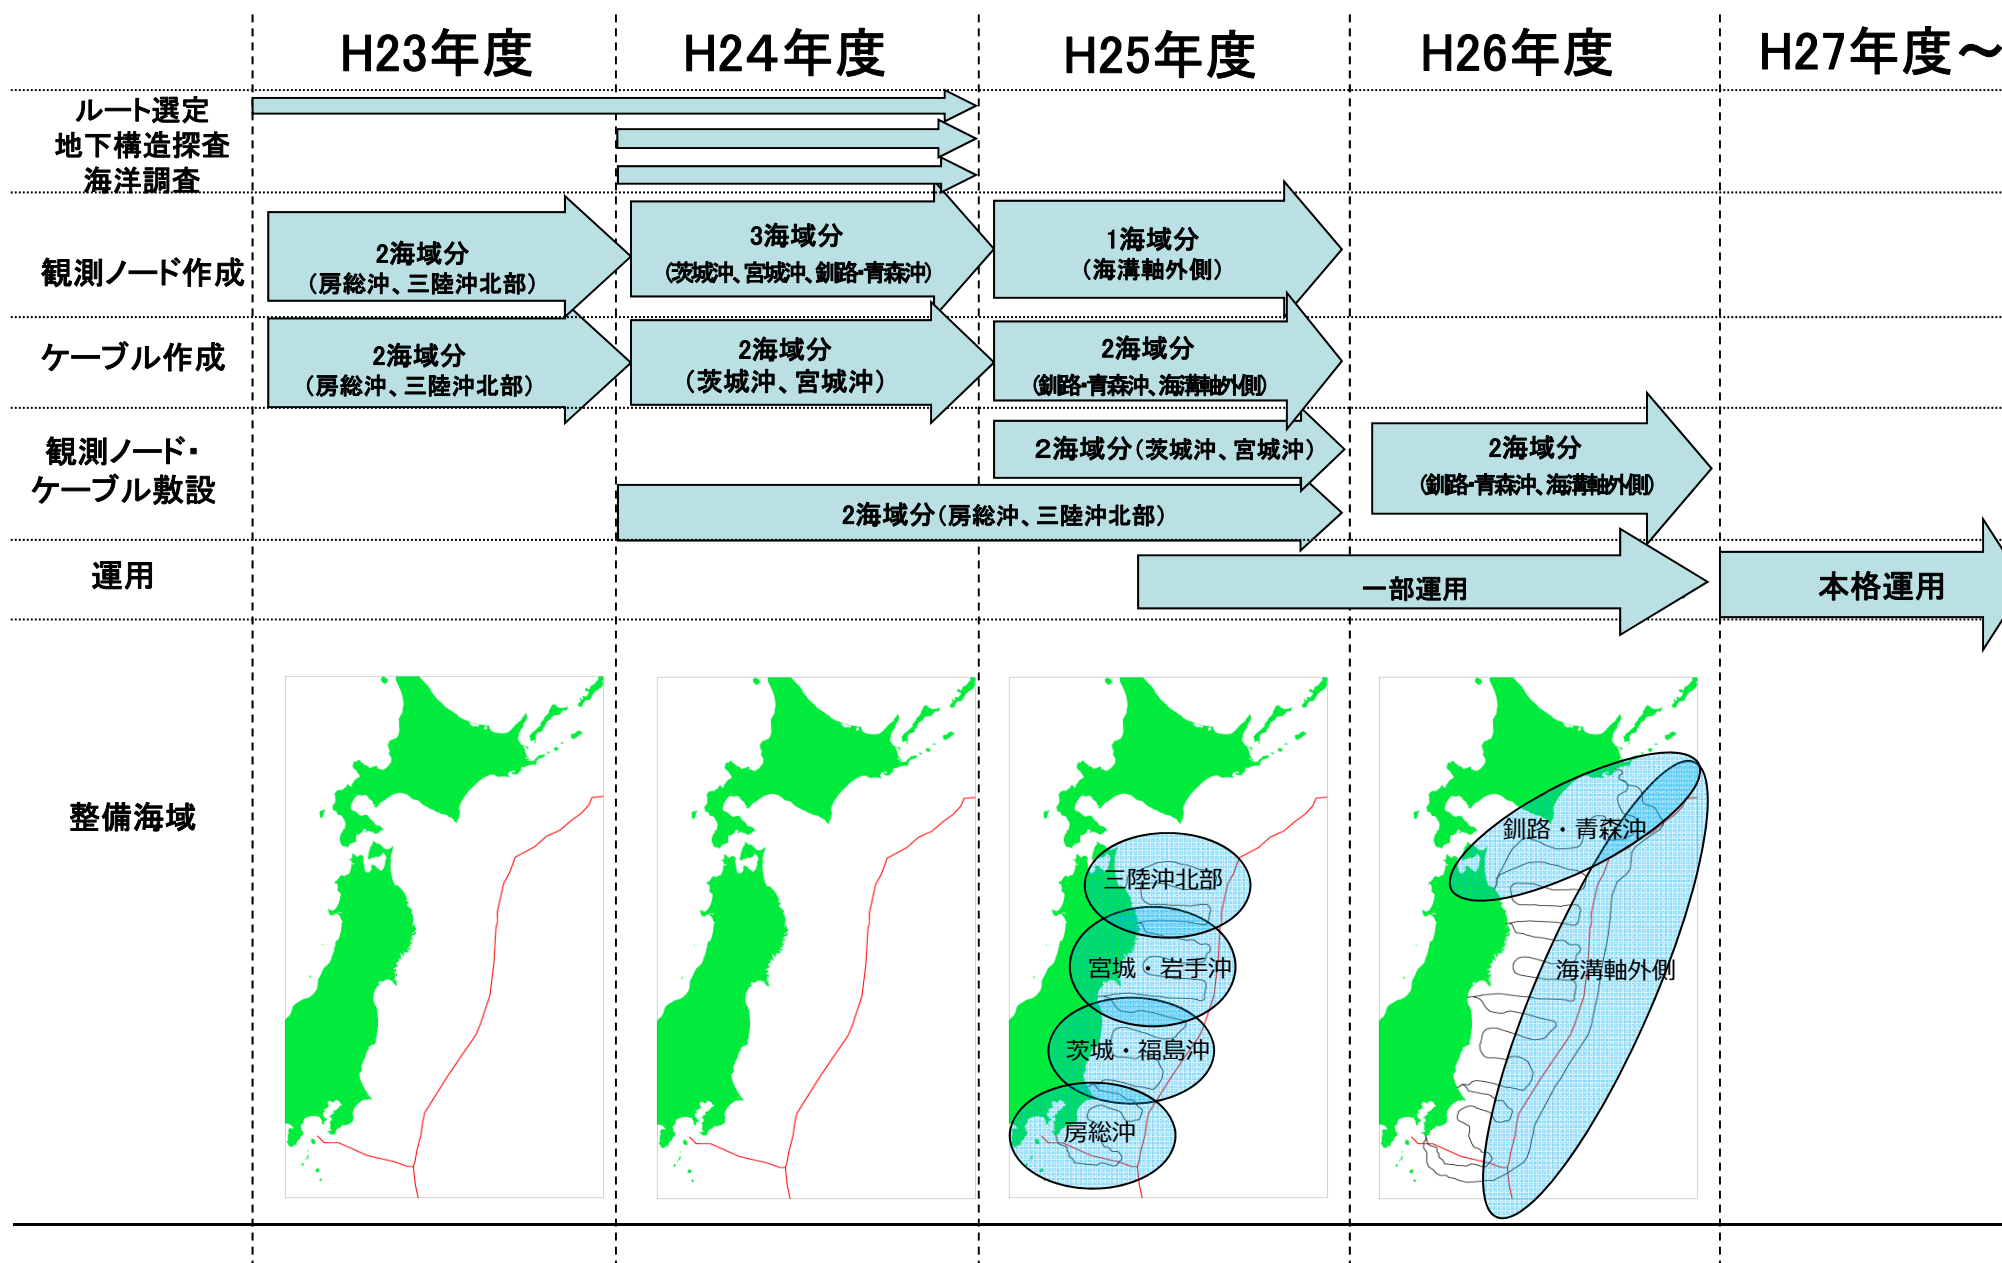 H23年度
H24年度
H25年度
H26年度
H27年度～
ルート選定
地下構造探査
海洋調査
観測ノード作成
2海域分
（房総沖、三陸沖北部）
3海域分
（茨城沖、宮城沖、釧路・青森沖）
1海域分
（海溝軸外側）
ケーブル作成
2海域分
（房総沖、三陸沖北部）
2海域分
（茨城沖、宮城沖）
2海域分
（釧路・青森沖、海溝軸外側）
観測ノード・
ケーブル敷設
２海域分（茨城沖、宮城沖）
2海域分（房総沖、三陸沖北部）
2海域分
（釧路・青森沖、海溝軸外側）
運用
一部運用
本格運用
整備海域
三陸沖北部
宮城・岩手沖
茨城・福島沖
房総沖
釧路・青森沖
海溝軸外側